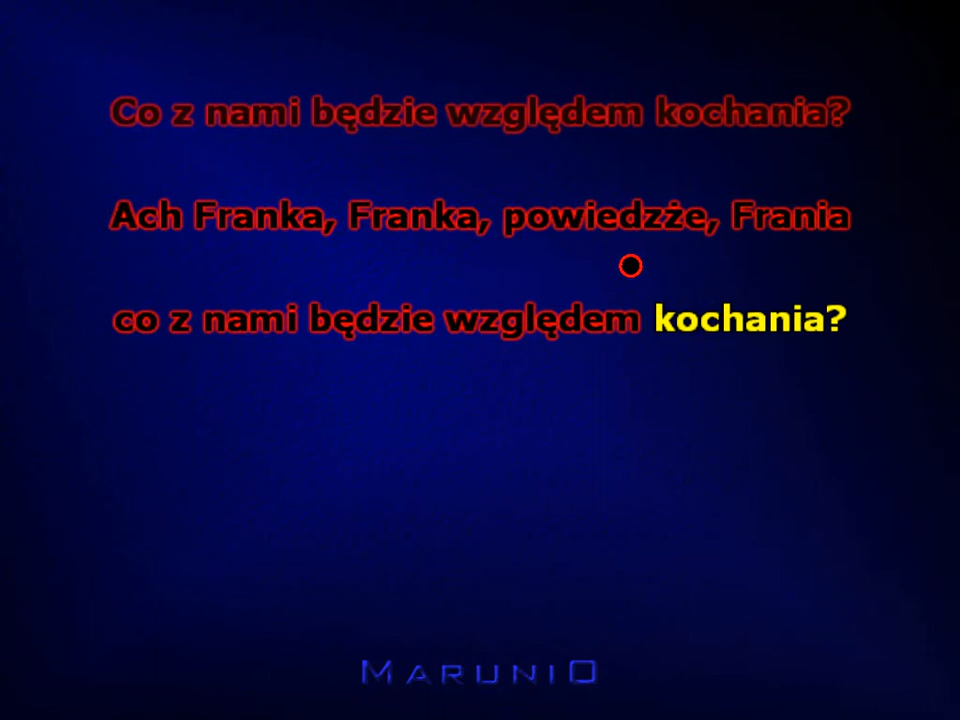 Co z nami będzie względem kochania?
Ach Franka, Franka, powiedzże, Frania
co z nami będzie względem kochania?
MARUNIO